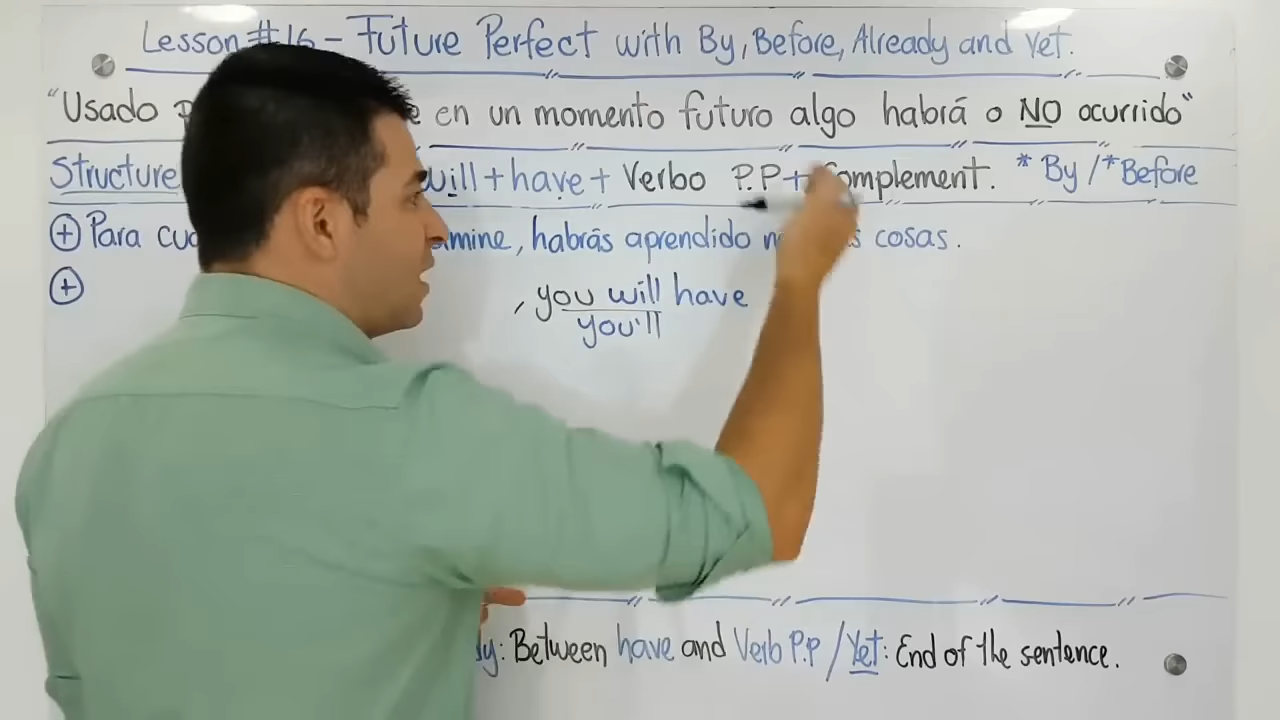 Lesson #16 - Future Perfect with By, Before, Already and Yet.
"Usado en un momento futuro algo habrá o NO ocurrido"
Structure will + have + Verbo P.P + Complement. * By / * Before
(+) Para , habrás aprendido cosas.
(+) , you will have
you'll
: Between have and Verb P.P / Yet: End of the sentence.